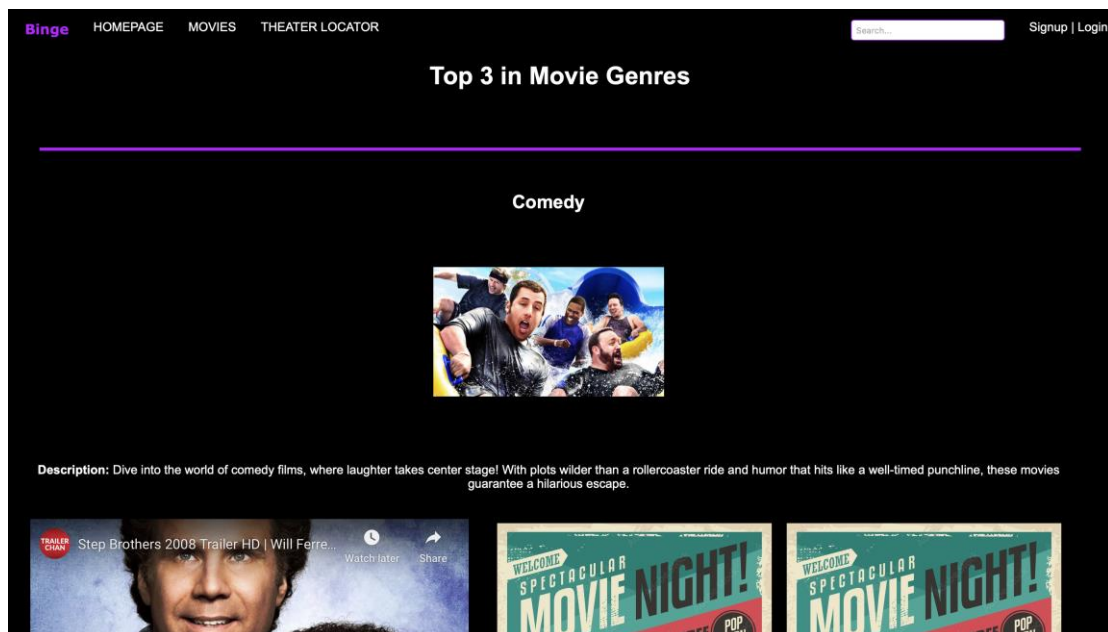 Binge HOMEPAGE MOVIES THEATER LOCATOR Search... Signup | Login
Top 3 in Movie Genres
Comedy
Description: Dive into the world of comedy films, where laughter takes center stage! With plots wilder than a rollercoaster ride and humor that hits like a well-timed punchline, these movies
guarantee a hilarious escape.
TRAILER
CHAN
Step Brothers 2008 Trailer HD | Will Ferre...
Watch later
Share
WELCOME
SPECTACULAR
MOVIE NIGHT!
POP
WELCOME
SPECTACULAR
MOVIE NIGHT!
POP